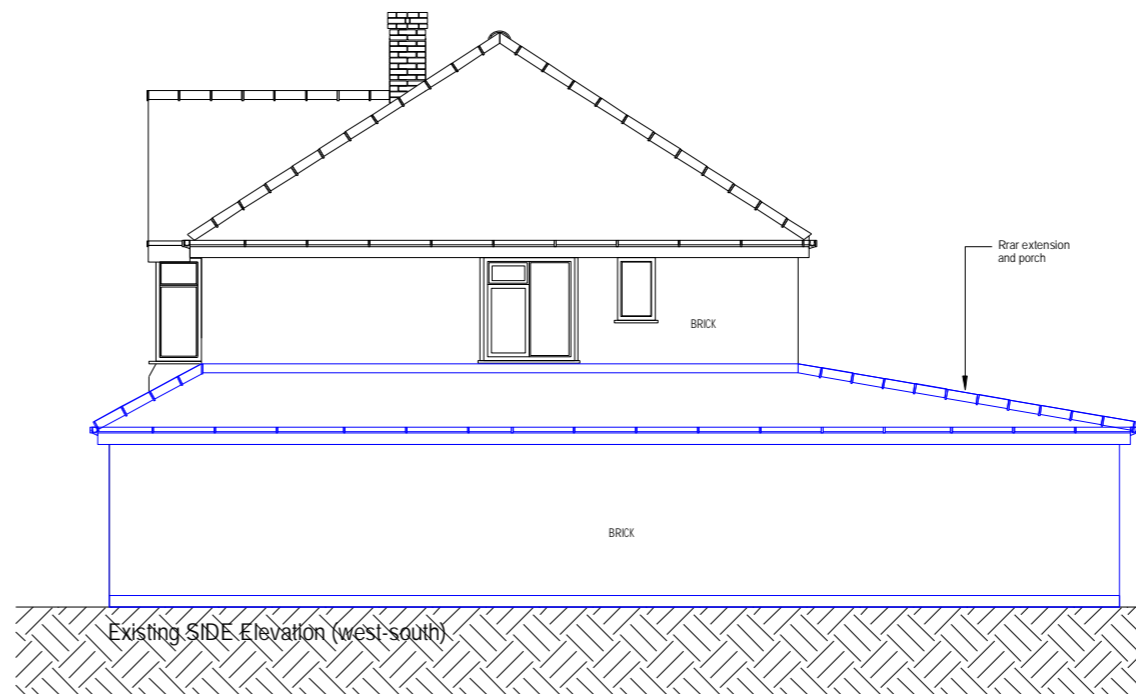 Rrar extension
and porch
BRICK
BRICK
Existing SIDE Elevation (west-south)